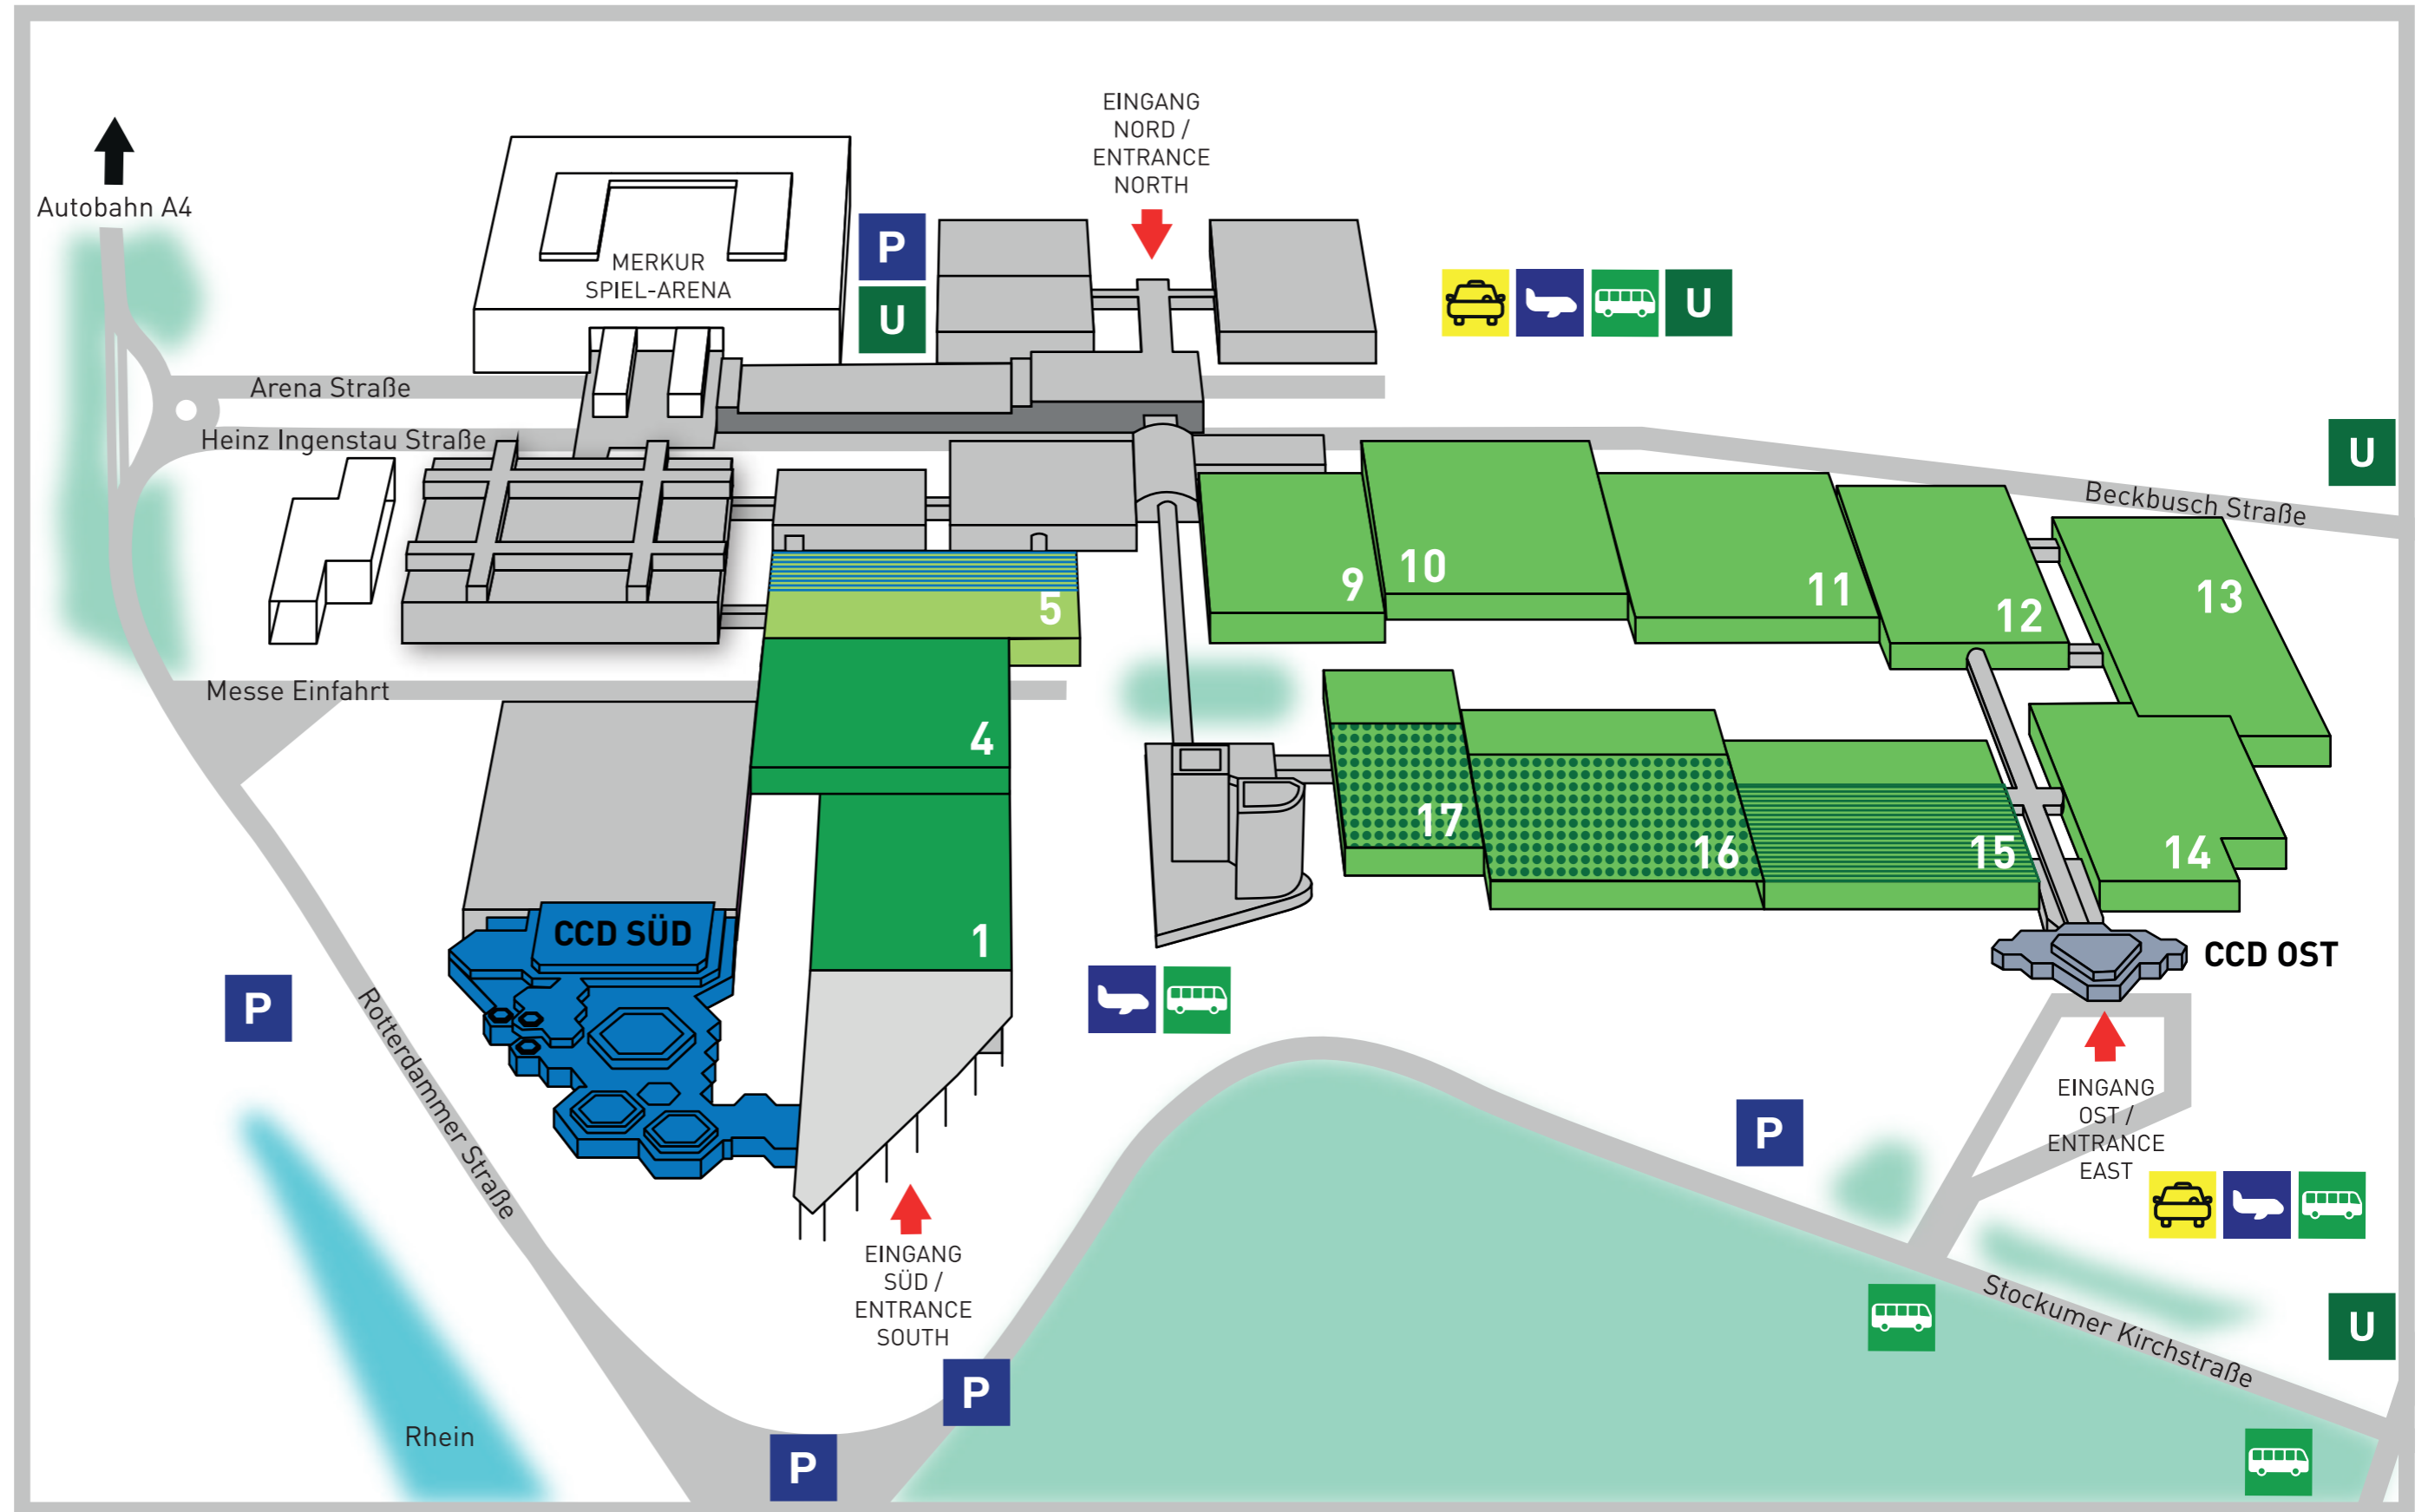 EINGANG
NORD /
ENTRANCE
NORTH
Autobahn A4
MERKUR
SPIEL-ARENA
P
U
U
Arena Straße
Heinz Ingenstau Straße
U
Beckbusch Straße
9
10
11
12
13
5
Messe Einfahrt
4
17
16
15
14
1
CCD SÜD
CCD OST
P
Rotterdammer Straße
EINGANG
OST /
ENTRANCE
EAST
P
EINGANG
SÜD /
ENTRANCE
SOUTH
Stockumer Kirchstraße
U
P
Rhein
P